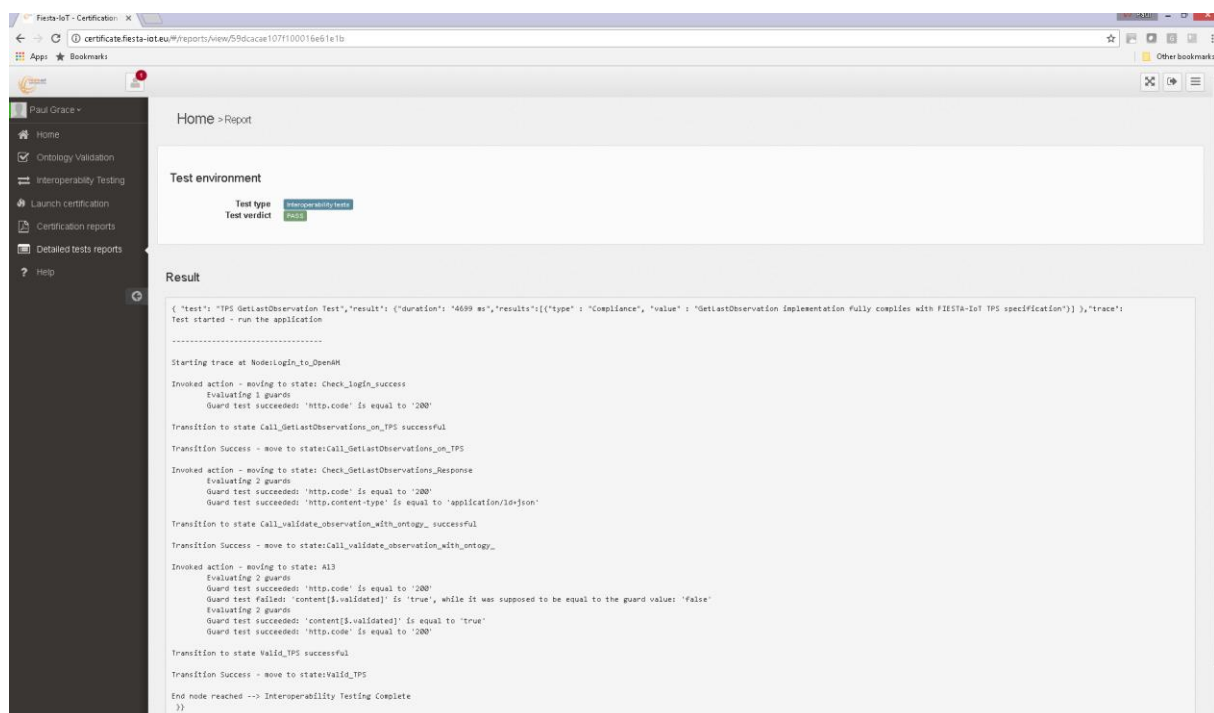 Fiesta-IoT - Certification
certificate.fiesta-iot.eu/#/reports/view/59dcacae107f100016e61e1b
Apps Bookmarks
Other bookmarks
1
Paul Grace
Home
Ontology Validation
Interoperablity Testing
Launch certification
Certification reports
Detailed tests reports
? Help
Home > Report
Test environment
Test type Interoperability tests
Test verdict PASS
Result
{ "test": "TPS GetLastObservation Test","result": {"duration": "4699 ms","results":[{"type" : "Compliance", "value" : "GetLastObservation implementation fully complies with FIESTA-IoT TPS specification"}] },"trace":
Test started - run the application
---------------------------------
Starting trace at Node:Login_to_OpenAM
Invoked action - moving to state: Check_login_success
Evaluating 1 guards
Guard test succeeded: 'http.code' is equal to '200'
Transition to state Call_GetLastObservations_on_TPS successful
Transition Success - move to state:Call_GetLastObservations_on_TPS
Invoked action - moving to state: Check_GetLastObservations_Response
Evaluating 2 guards
Guard test succeeded: 'http.code' is equal to '200'
Guard test succeeded: 'http.content-type' is equal to 'application/ld+json'
Transition to state Call_validate_observation_with_ontogy_ successful
Transition Success - move to state:Call_validate_observation_with_ontogy_
Invoked action - moving to state: A13
Evaluating 2 guards
Guard test succeeded: 'http.code' is equal to '200'
Guard test failed: 'content[$.validated]' is 'true', while it was supposed to be equal to the guard value: 'false'
Evaluating 2 guards
Guard test succeeded: 'content[$.validated]' is equal to 'true'
Guard test succeeded: 'http.code' is equal to '200'
Transition to state Valid_TPS successful
Transition Success - move to state:Valid_TPS
End node reached --> Interoperability Testing Complete
}}